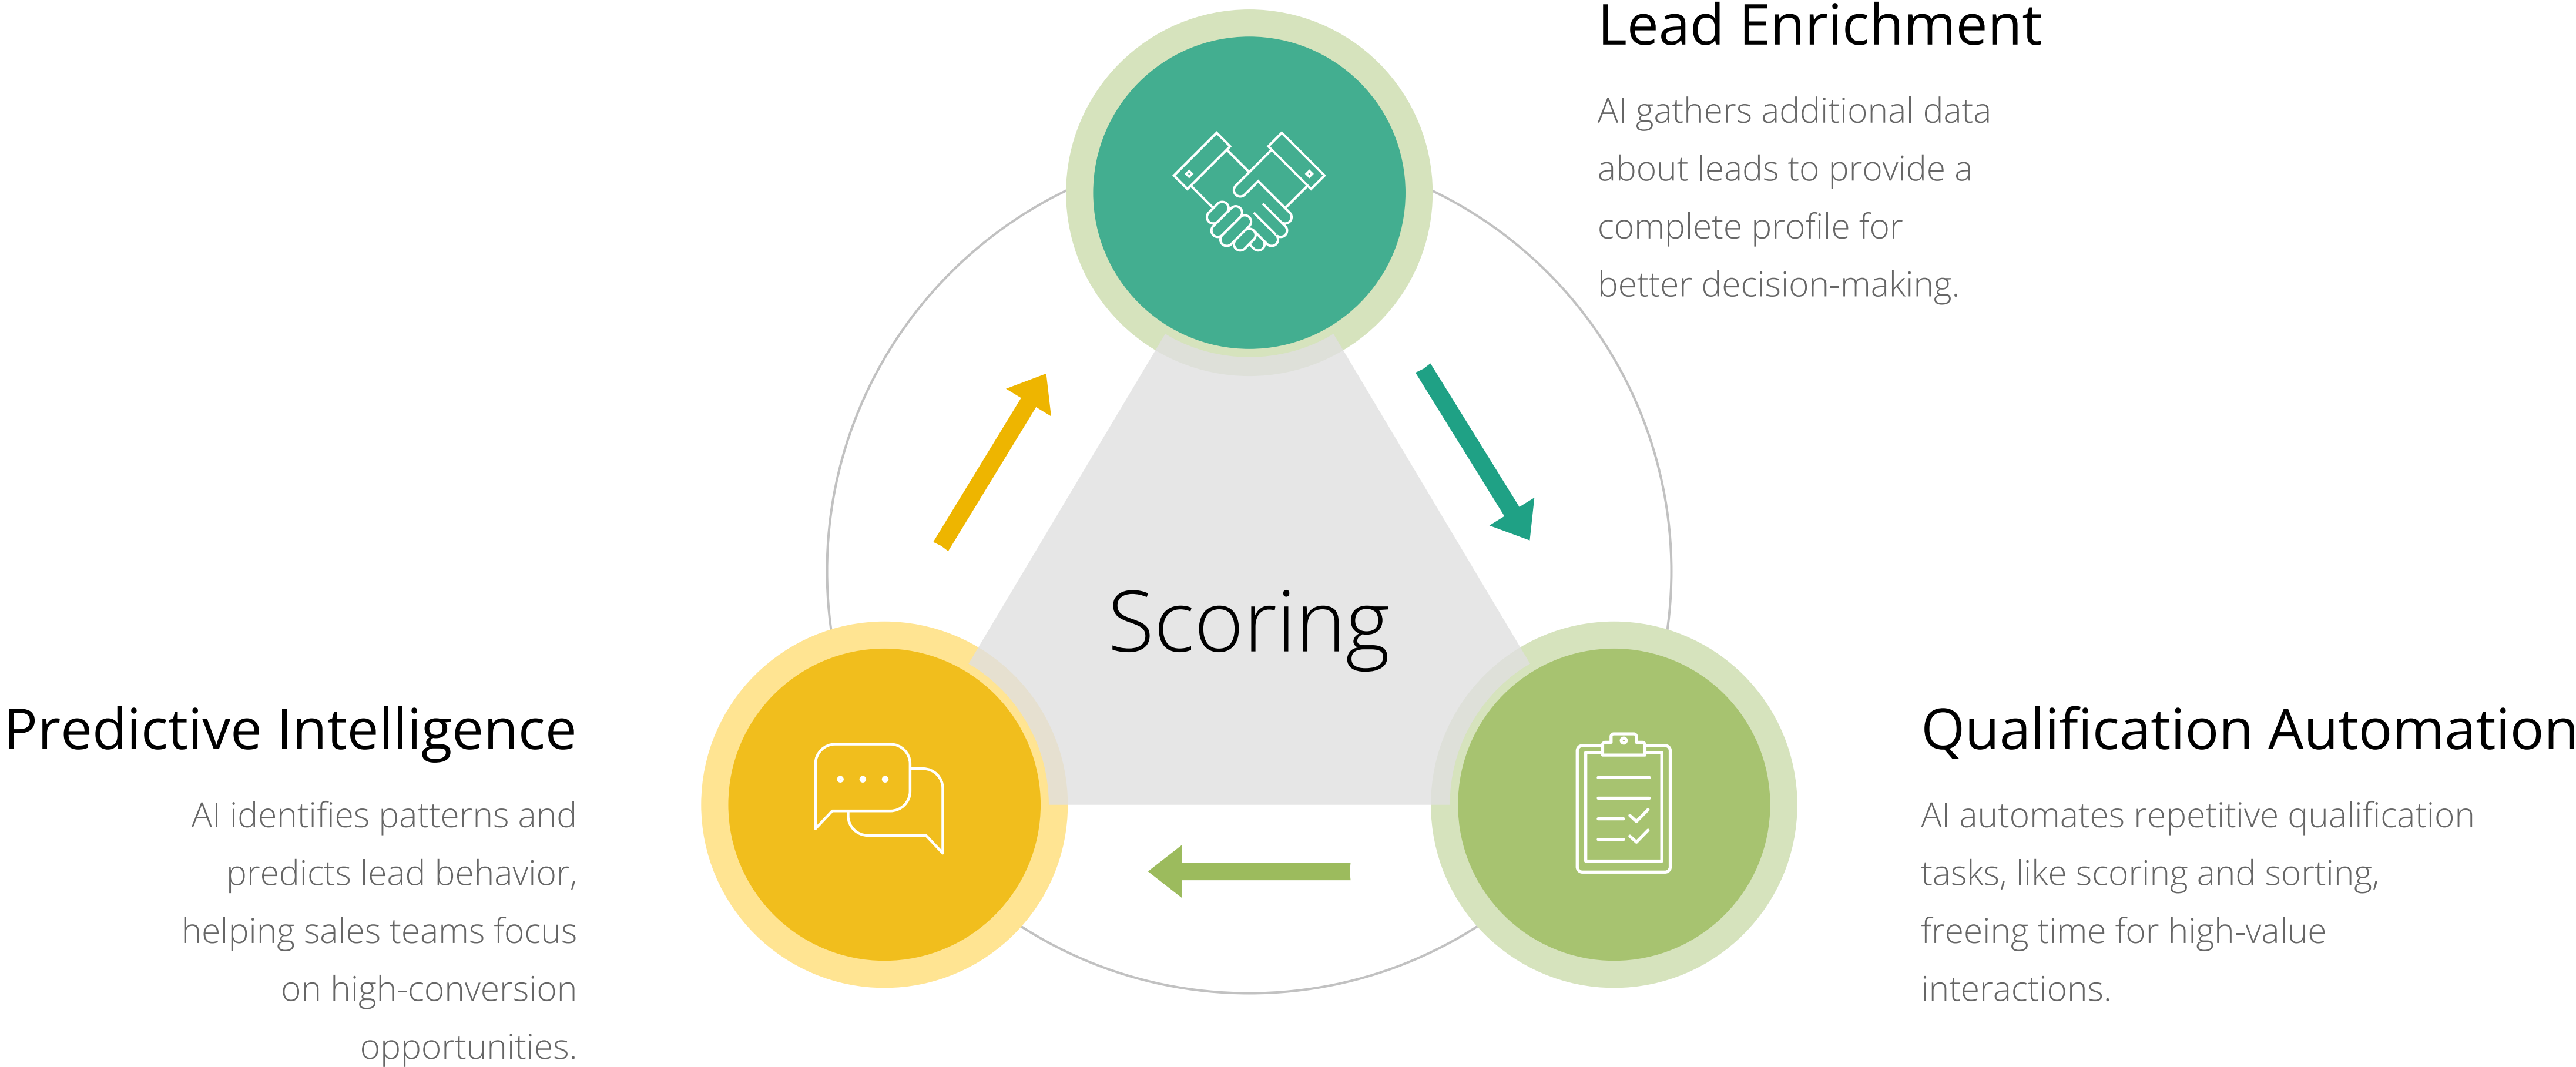 Lead Enrichment
AI gathers additional data
about leads to provide a
complete profile for
better decision-making.
Scoring
Predictive Intelligence
AI identifies patterns and
predicts lead behavior,
helping sales teams focus
on high-conversion
opportunities.
Qualification Automation
AI automates repetitive qualification
tasks, like scoring and sorting,
freeing time for high-value
interactions.